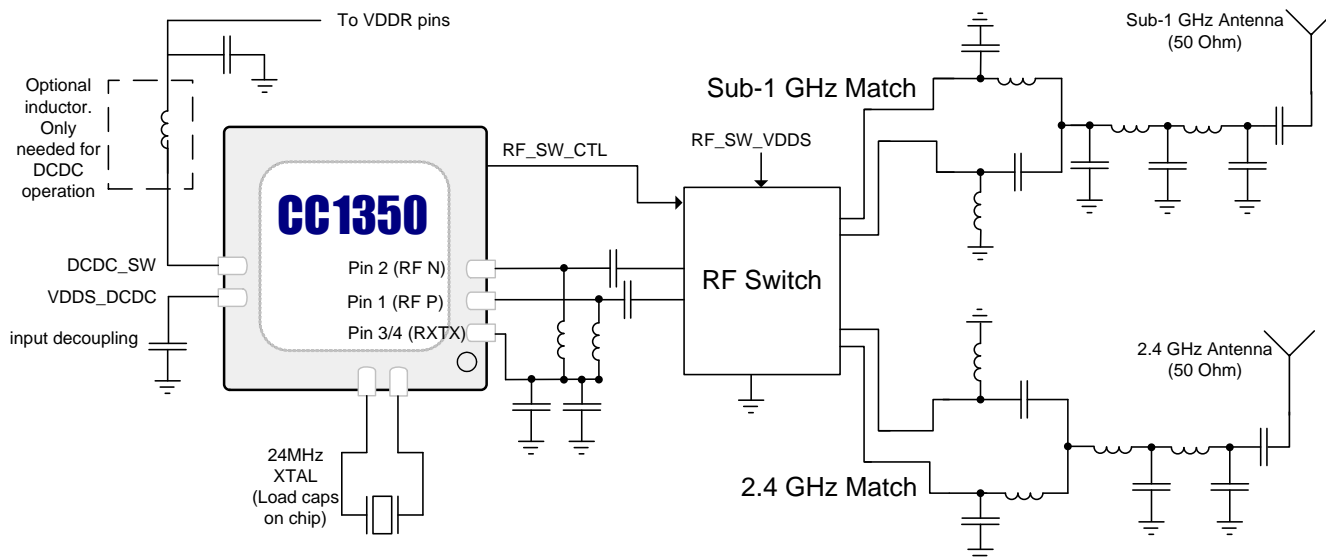 To VDDR pins
Optional
inductor.
Only
needed for
DCDC
operation
DCDC_SW
VDDS_DCDC
input decoupling
CC1350
Pin 2 (RF N)
Pin 1 (RF P)
Pin 3/4 (RXTX)
24MHz
XTAL
(Load caps
on chip)
RF_SW_CTL
RF_SW_VDDS
RF Switch
Sub-1 GHz Match
Sub-1 GHz Antenna
(50 Ohm)
2.4 GHz Antenna
(50 Ohm)
2.4 GHz Match